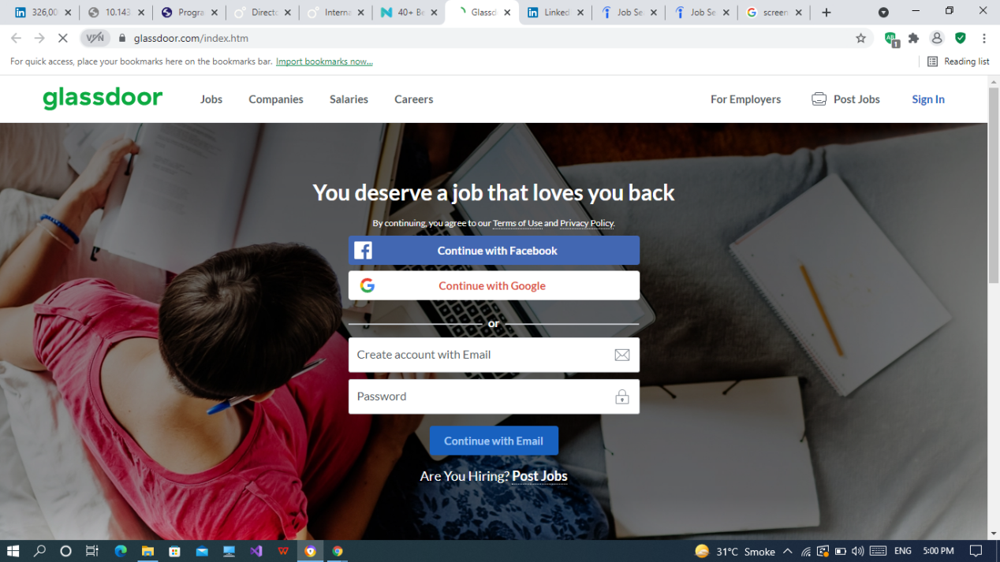 326,00
10.143
Progra
Directo
Interna
40+ Be
Glassd
LinkedI
Job Se
Job Se
screen
VPN
glassdoor.com/index.htm
1
For quick access, place your bookmarks here on the bookmarks bar. Import bookmarks now...
Reading list
glassdoor
Jobs
Companies
Salaries
Careers
For Employers
Post Jobs
Sign In
You deserve a job that loves you back
By continuing, you agree to our Terms of Use and Privacy Policy.
Continue with Facebook
Continue with Google
or
Create account with Email
Password
Continue with Email
Are You Hiring? Post Jobs
31°C Smoke
ENG
5:00 PM